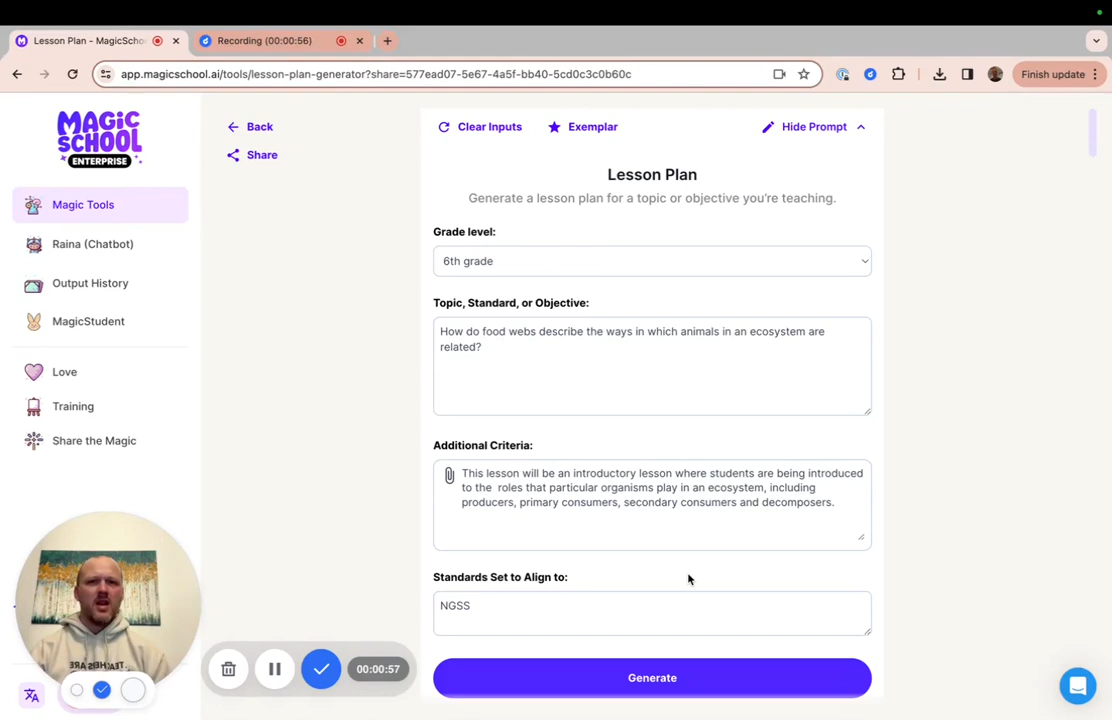 Lesson Plan - MagicSchoo
Recording (00:00:56)
app.magicschool.ai/tools/lesson-plan-generator?share=577ead07-5e67-4a5f-bb40-5cd0c3c0b60c
Finish update
MAGIC
SCHOOL
ENTERPRISE
Magic Tools
Raina (Chatbot)
Output History
MagicStudent
Love
Training
Share the Magic
Back
Share
Clear Inputs
Exemplar
Hide Prompt
Lesson Plan
Generate a lesson plan for a topic or objective you're teaching.
Grade level:
6th grade
Topic, Standard, or Objective:
How do food webs describe the ways in which animals in an ecosystem are
related?
Additional Criteria:
This lesson will be an introductory lesson where students are being introduced
to the roles that particular organisms play in an ecosystem, including
producers, primary consumers, secondary consumers and decomposers.
Standards Set to Align to:
NGSS
Generate
00:00:57